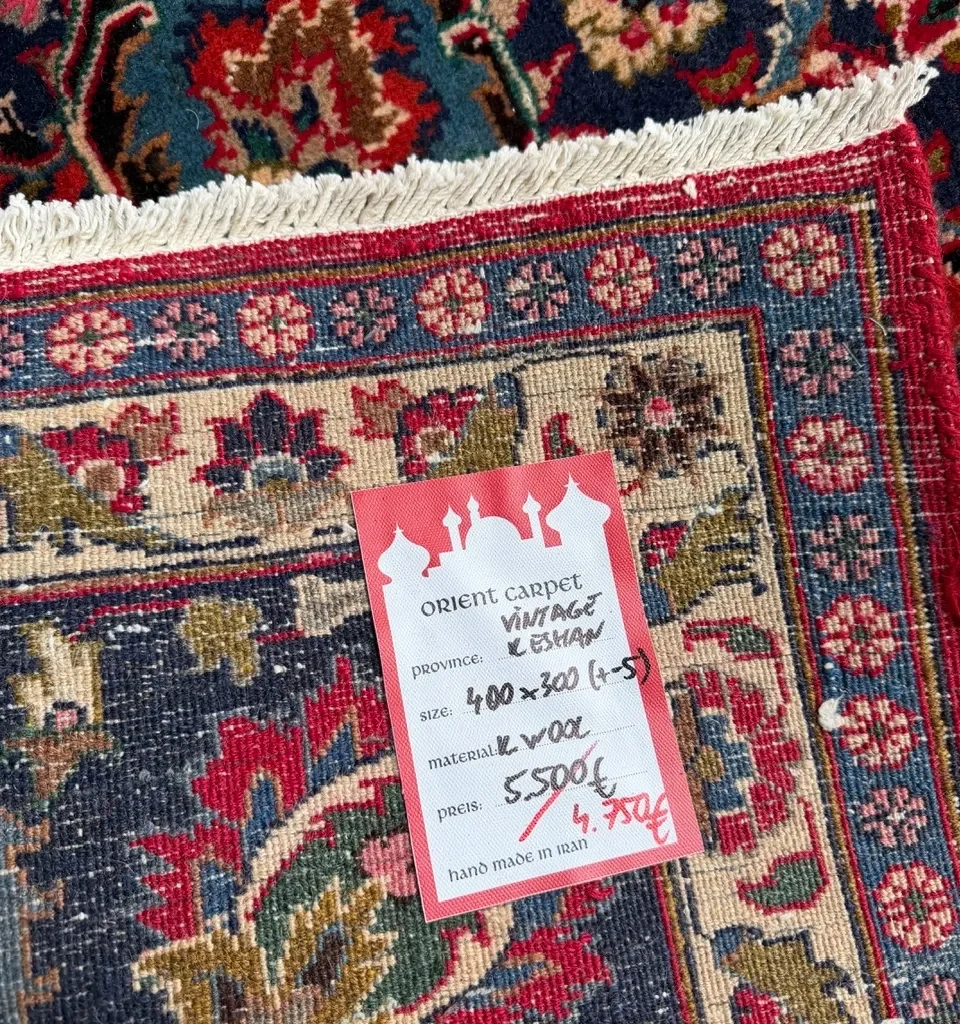 ORIENT CARPET
VINTAGE
PROVINCE: KESHAN
SIZE: 400 x 300 (+-5)
MATERIAL: K WOOL
PREIS: 5.500€
4.750€
HAND MADE IN IRAN